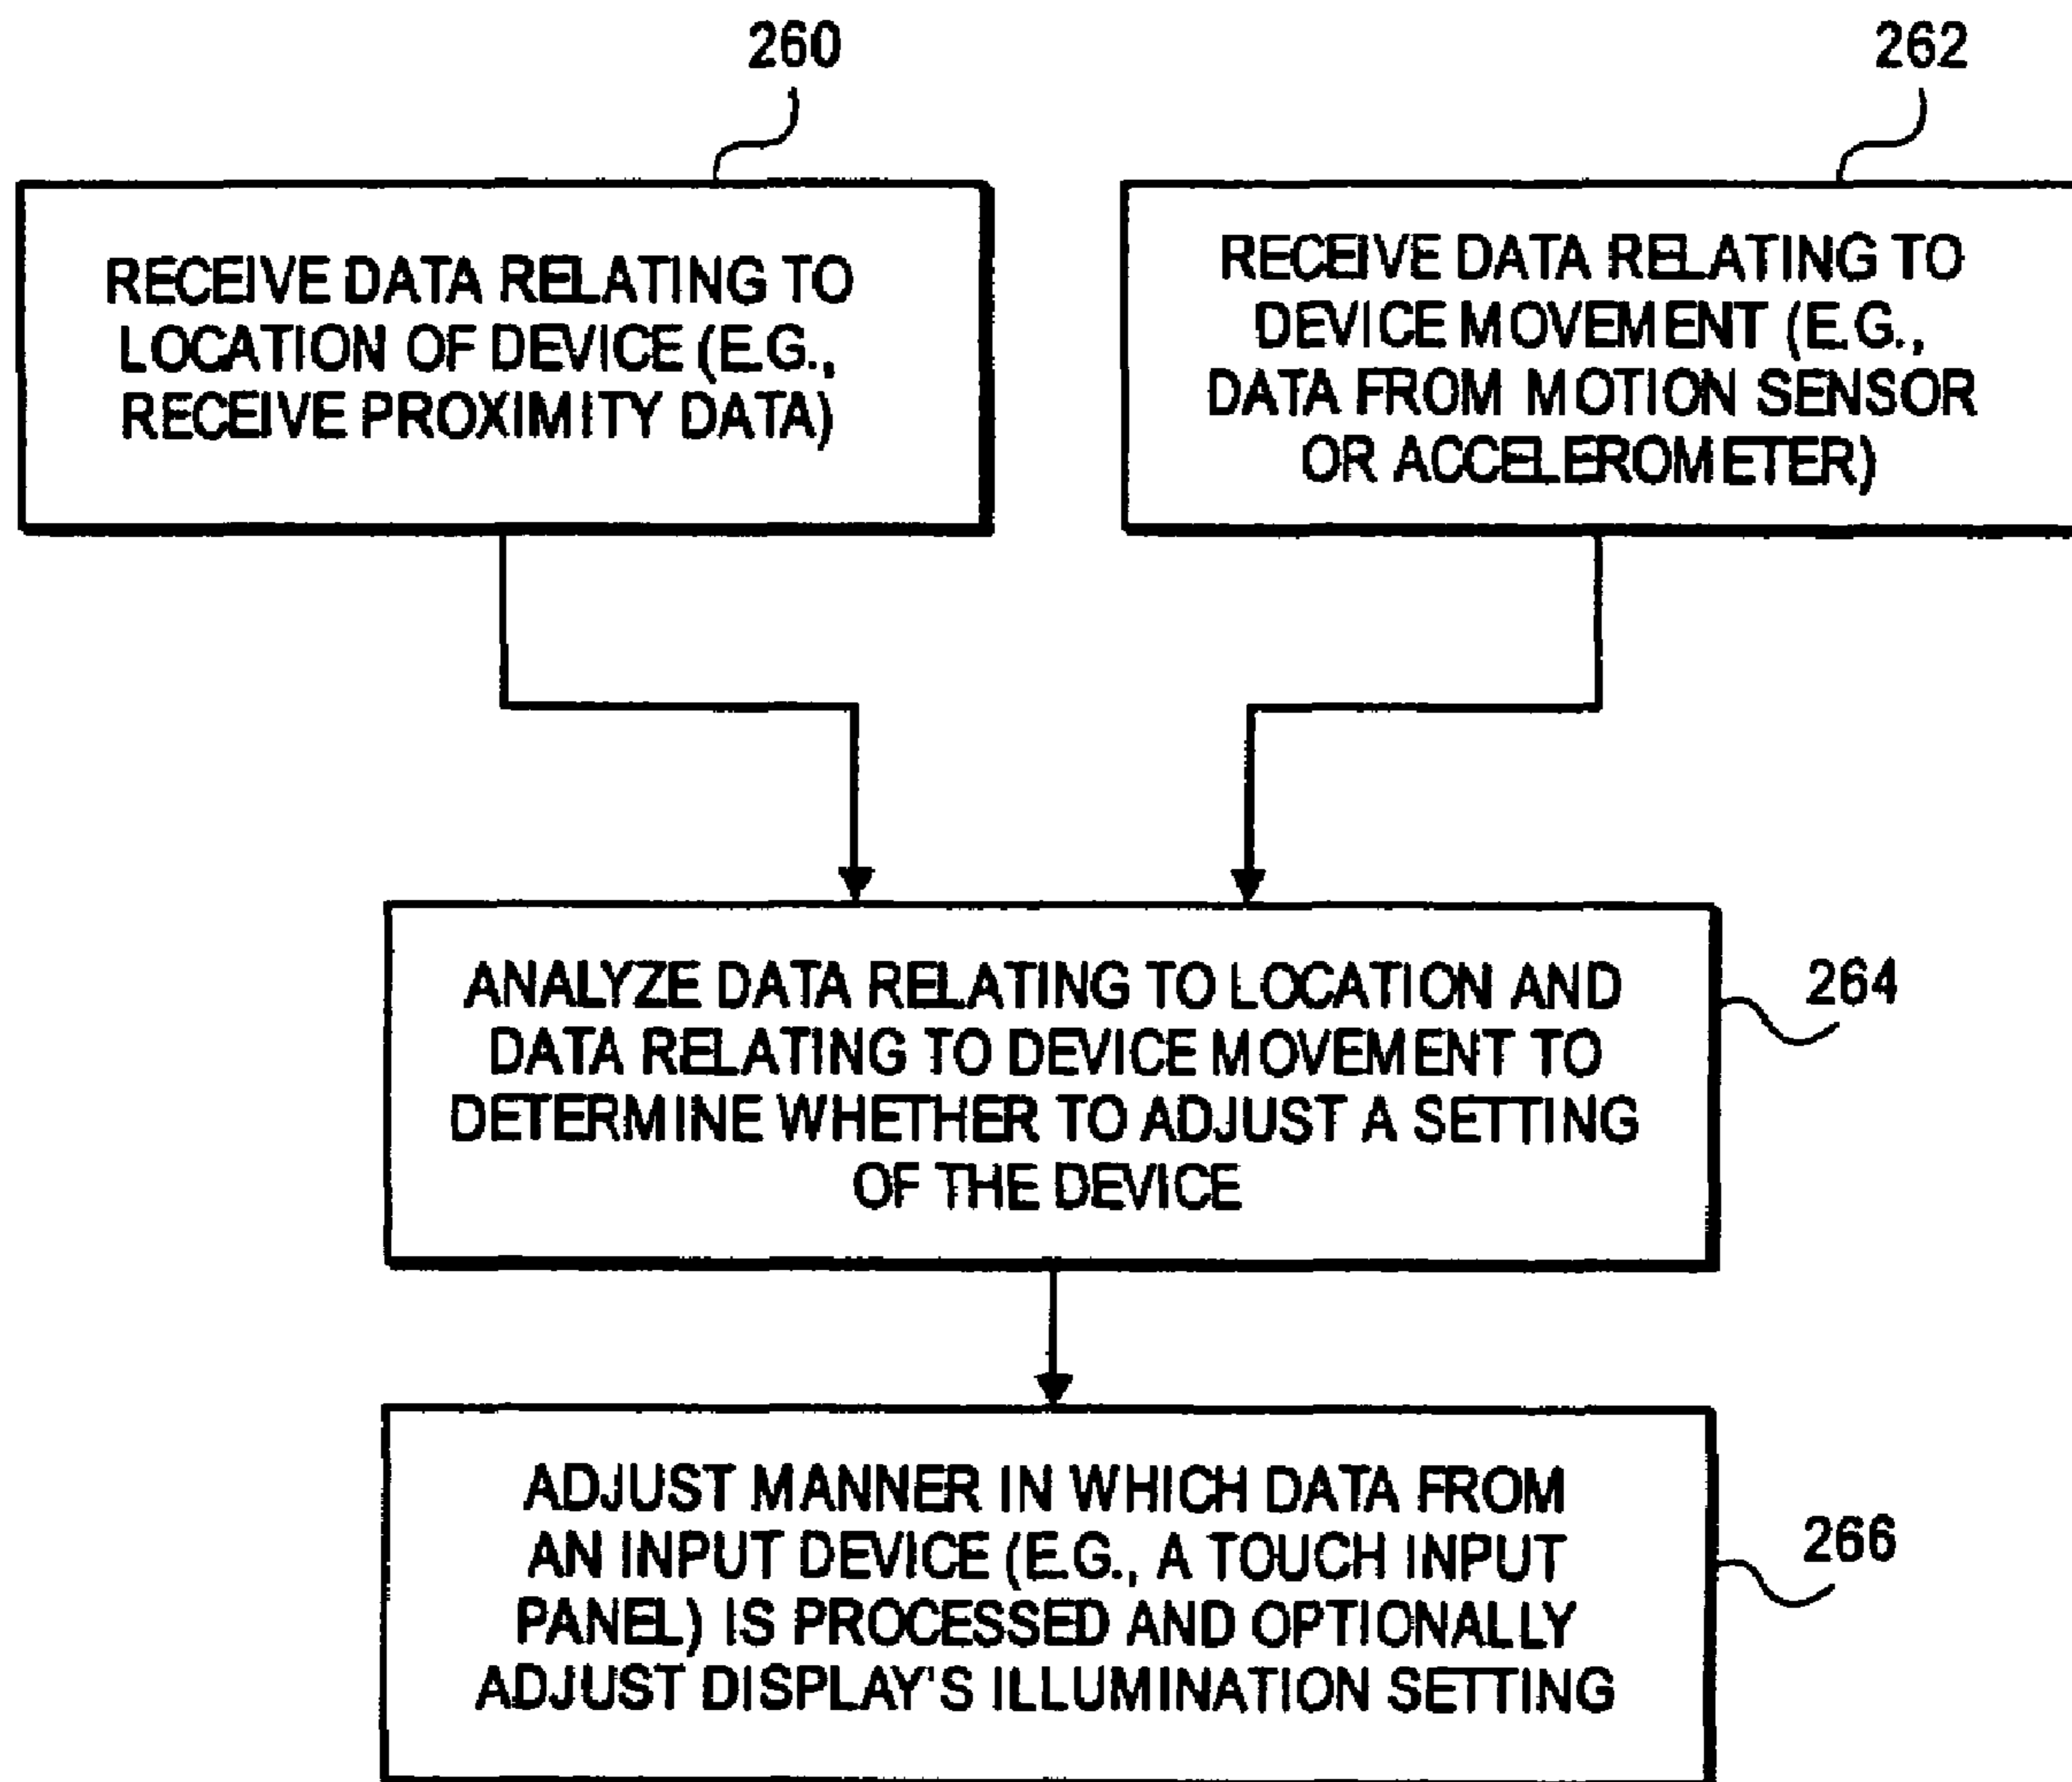 260
262
RECEIVE DATA RELATING TO
LOCATION OF DEVICE (E.G.,
RECEIVE PROXIMITY DATA)
RECEIVE DATA RELATING TO
DEVICE MOVEMENT (E.G.,
DATA FROM MOTION SENSOR
OR ACCELEROMETER)
ANALYZE DATA RELATING TO LOCATION AND
DATA RELATING TO DEVICE MOVEMENT TO
DETERMINE WHETHER TO ADJUST A SETTING
OF THE DEVICE
264
ADJUST MANNER IN WHICH DATA FROM
AN INPUT DEVICE (E.G., A TOUCH INPUT
PANEL) IS PROCESSED AND OPTIONALLY
ADJUST DISPLAY'S ILLUMINATION SETTING
266